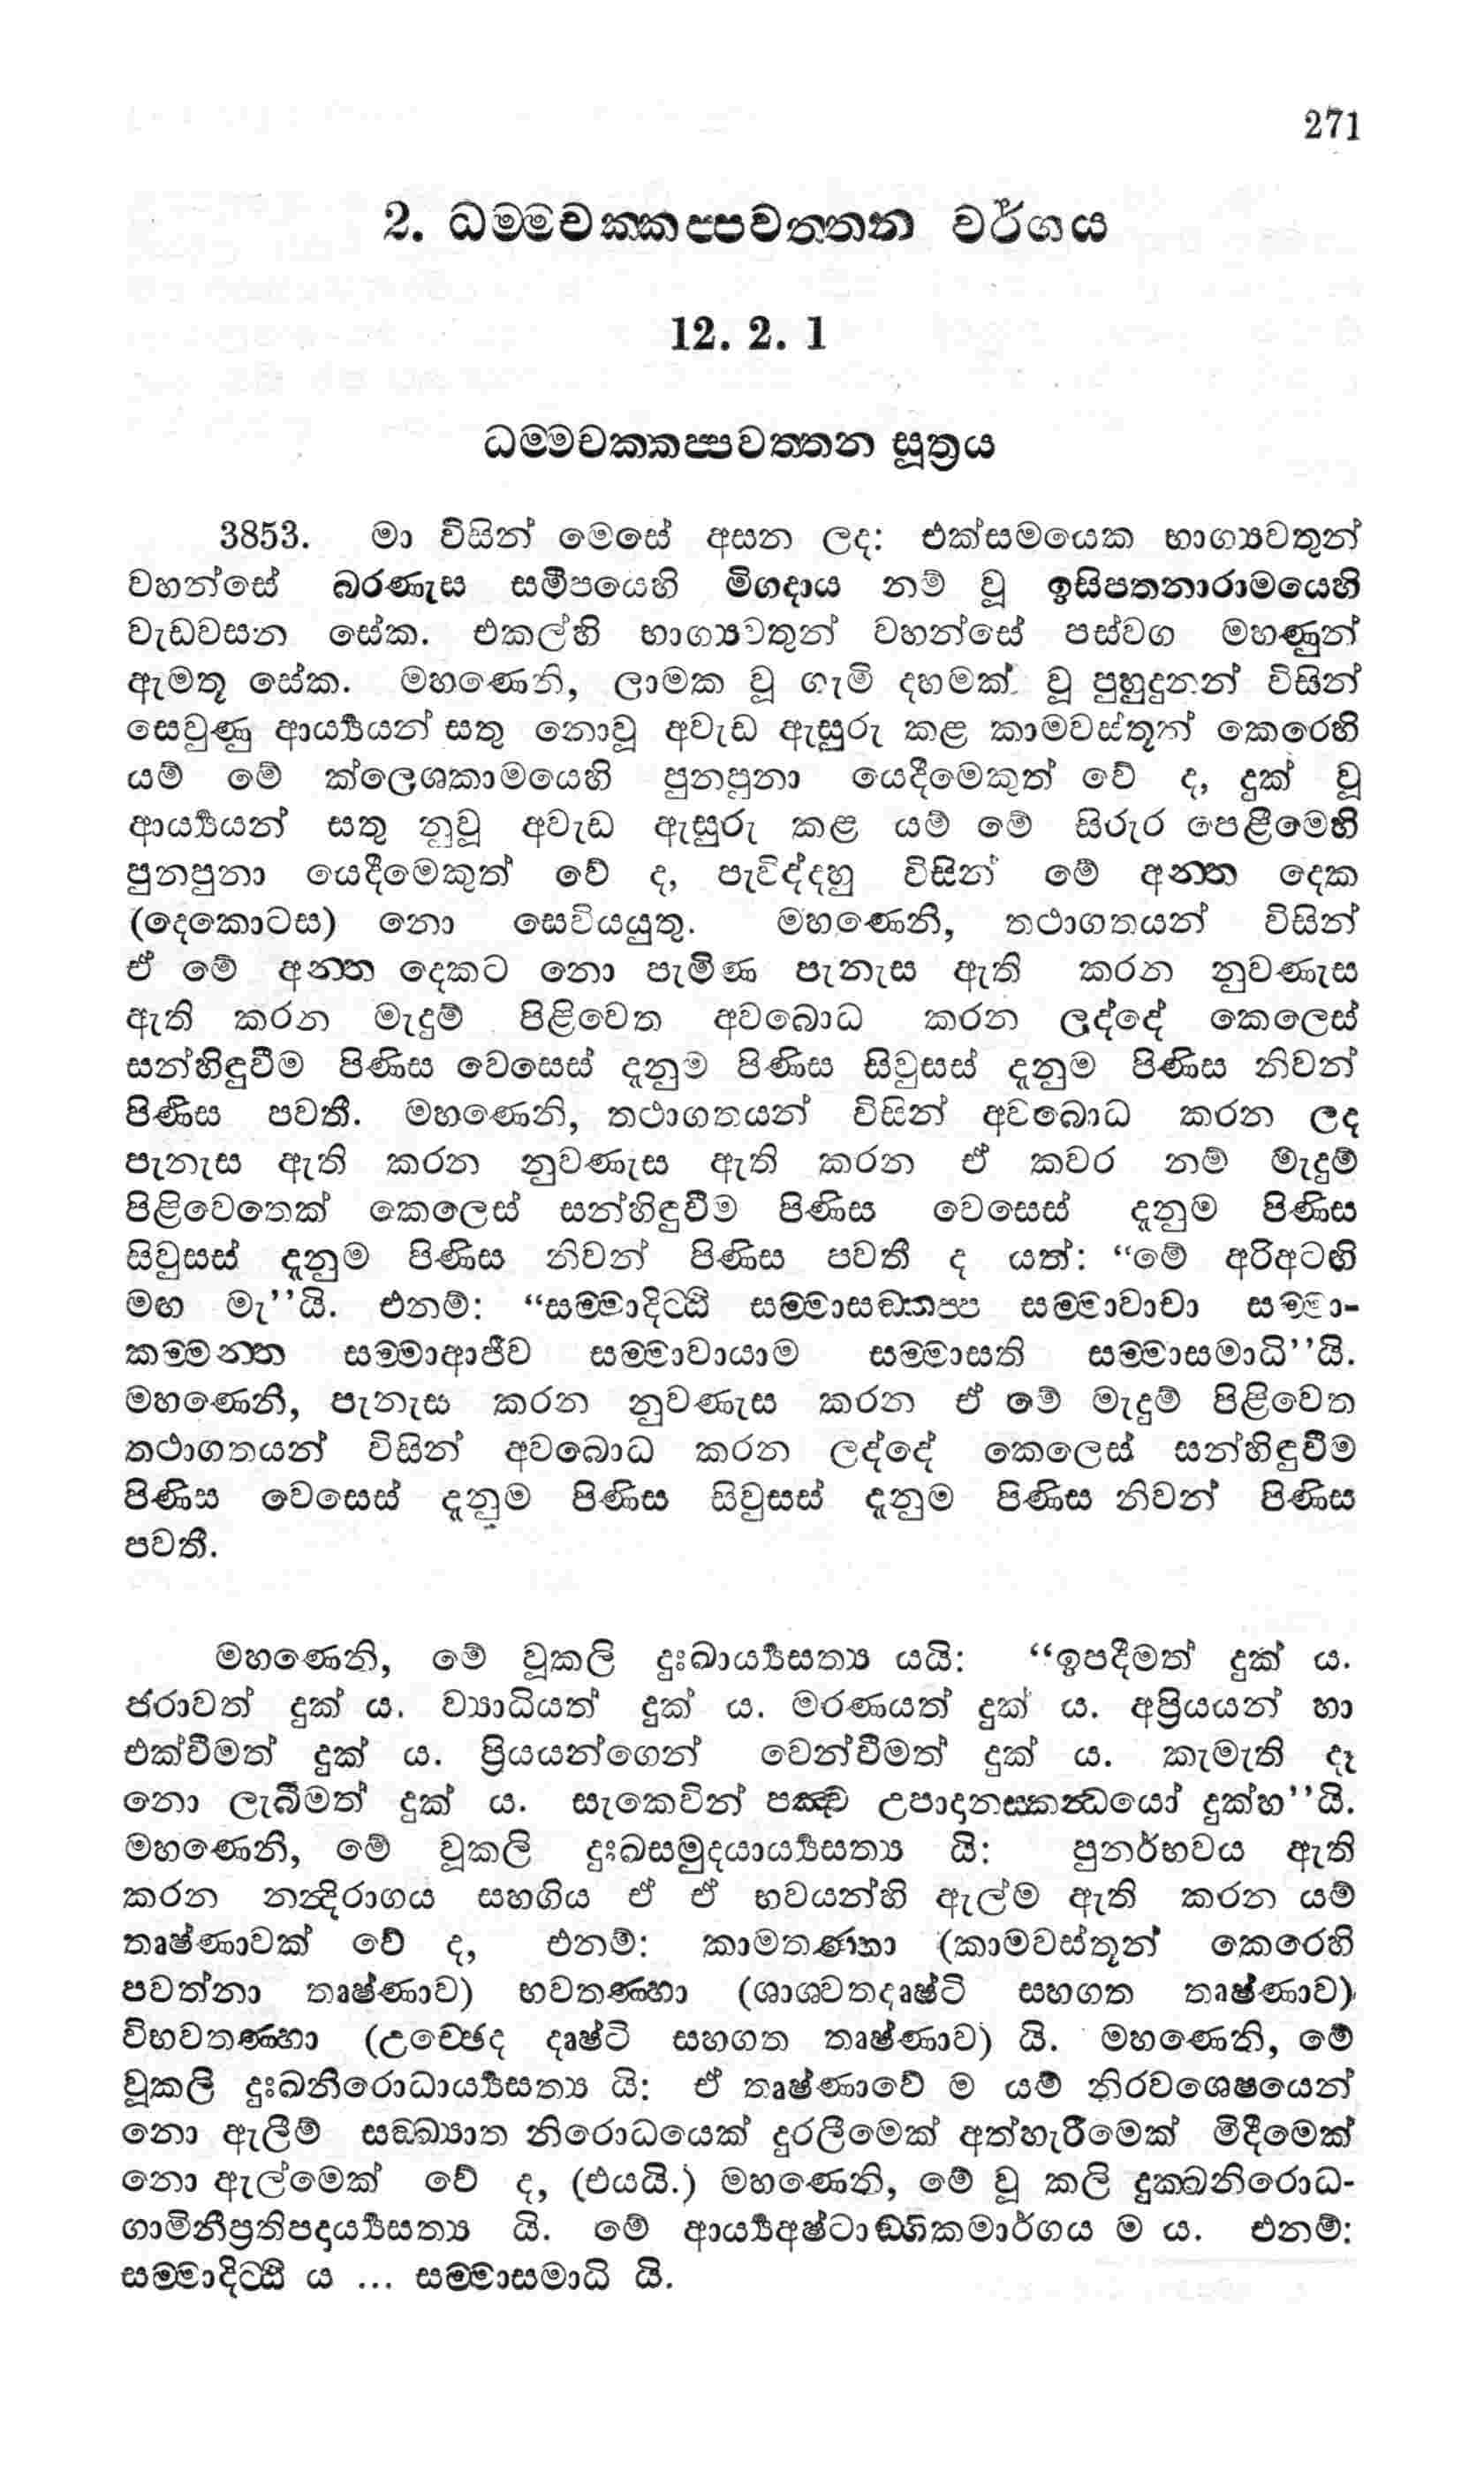 271
2. ධම්මචක්කප්පවත්තන වර්ගය
12. 2. 1
ධම්මචක්කප්පවත්තන සූත්‍රය
3853. මා විසින් මෙසේ අසන ලද: එක්සමයෙක භාග්‍යවතුන්
වහන්සේ බරණැස සමීපයෙහි මිගදාය නම් වූ ඉසිපතනාරාමයෙහි
වැඩවසන සේක. එකල්හි භාග්‍යවතුන් වහන්සේ පස්වග මහණුන්
ඇමතූ සේක. මහණෙනි, ලාමක වූ ගැමි දහමක් වූ පුහුදුනන් විසින්
සෙවුණු ආර්‍ය්‍යයන් සතු නොවූ අවැඩ ඇසුරු කළ කාමවස්තූන් කෙරෙහි
යම් මේ ක්ලෙශකාමයෙහි පුනපුනා යෙදීමෙකුත් වේ ද, දුක් වූ
ආර්‍ය්‍යයන් සතු නුවූ අවැඩ ඇසුරු කළ යම් මේ සිරුර පෙළීමෙහි
පුනපුනා යෙදීමෙකුත් වේ ද, පැවිද්දහු විසින් මේ අන්ත දෙක
(දෙකොටස) නො සෙවියයුතු. මහණෙනි, තථාගතයන් විසින්
ඒ මේ අන්ත දෙකට නො පැමිණ පැනැස ඇති කරන නුවණැස
ඇති කරන මැදුම් පිළිවෙත අවබොධ කරන ලද්දේ කෙලෙස්
සන්හිඳුවීම පිණිස වෙසෙස් දැනුම පිණිස සිවුසස් දැනුම පිණිස නිවන්
පිණිස පවතී. මහණෙනි, තථාගතයන් විසින් අවබොධ කරන ලද
පැනැස ඇති කරන නුවණැස ඇති කරන ඒ කවර නම් මැදුම්
පිළිවෙතෙක් කෙලෙස් සන්හිඳුවීම පිණිස වෙසෙස් දැනුම පිණිස
සිවුසස් දැනුම පිණිස නිවන් පිණිස පවතී ද යත්: “මේ අරිඅටඟි
මඟ මැ’’යි. එනම්: “සම්මාදිට්ඨි සම්මාසඞ්කප්ප සම්මාවාචා සම්මා-
කම්මන්ත සම්මාආජීව සම්මාවායාම සම්මාසති සම්මාසමාධි’’යි.
මහණෙනි, පැනැස කරන නුවණැස කරන ඒ මේ මැදුම් පිළිවෙත
තථාගතයන් විසින් අවබොධ කරන ලද්දේ කෙලෙස් සන්හිඳුවීම
පිණිස වෙසෙස් දැනුම පිණිස සිවුසස් දැනුම පිණිස නිවන් පිණිස
පවතී.
මහණෙනි, මේ වූකලි දුඃඛාර්‍ය්‍යසත්‍ය යයි: “ඉපදීමත් දුක් ය.
ජරාවත් දුක් ය. ව්‍යාධියත් දුක් ය. මරණයත් දුක් ය. අප්‍රියයන් හා
එක්වීමත් දුක් ය. ප්‍රියයන්ගෙන් වෙන්වීමත් දුක් ය. කැමැති දෑ
නො ලැබීමත් දුක් ය. සැකෙවින් පඤ්ච උපාදානස්කන්ධයෝ දුක්හ’’යි.
මහණෙනි, මේ වූකලි දුඃඛසමුදයාර්‍ය්‍යසත්‍ය යි: පුනර්භවය ඇති
කරන නන්දිරාගය සහගිය ඒ ඒ භවයන්හි ඇල්ම ඇති කරන යම්
තෘෂ්ණාවක් වේ ද, එනම්: කාමතණ්හා (කාමවස්තූන් කෙරෙහි
පවත්නා තෘෂ්ණාව) භවතණ්හා (ශාශ්වතදෘෂ්ටි සහගත තෘෂ්ණාව)
විභවතණ්හා (උච්ඡෙද දෘෂ්ටි සහගත තෘෂ්ණාව) යි. මහණෙනි, මේ
වූකලි දුඃඛනිරොධාර්‍ය්‍යසත්‍ය යි: ඒ තෘෂ්ණාවේ ම යම් නිරවශෙෂයෙන්
නො ඇලීම් සඞ්ඛ්‍යාත නිරොධයෙක් දුරලීමෙක් අත්හැරීමෙක් මිදීමෙක්
නො ඇල්මෙක් වේ ද, (එයයි.) මහණෙනි, මේ වූ කලි දුක්ඛනිරොධ-
ගාමිනීප්‍රතිපදාර්‍ය්‍යසත්‍ය යි. මේ ආර්‍ය්‍යඅෂ්ටාඞ්ගිකමාර්ගය ම ය. එනම්:
සම්මාදිට්ඨි ය ... සම්මාසමාධි යි.